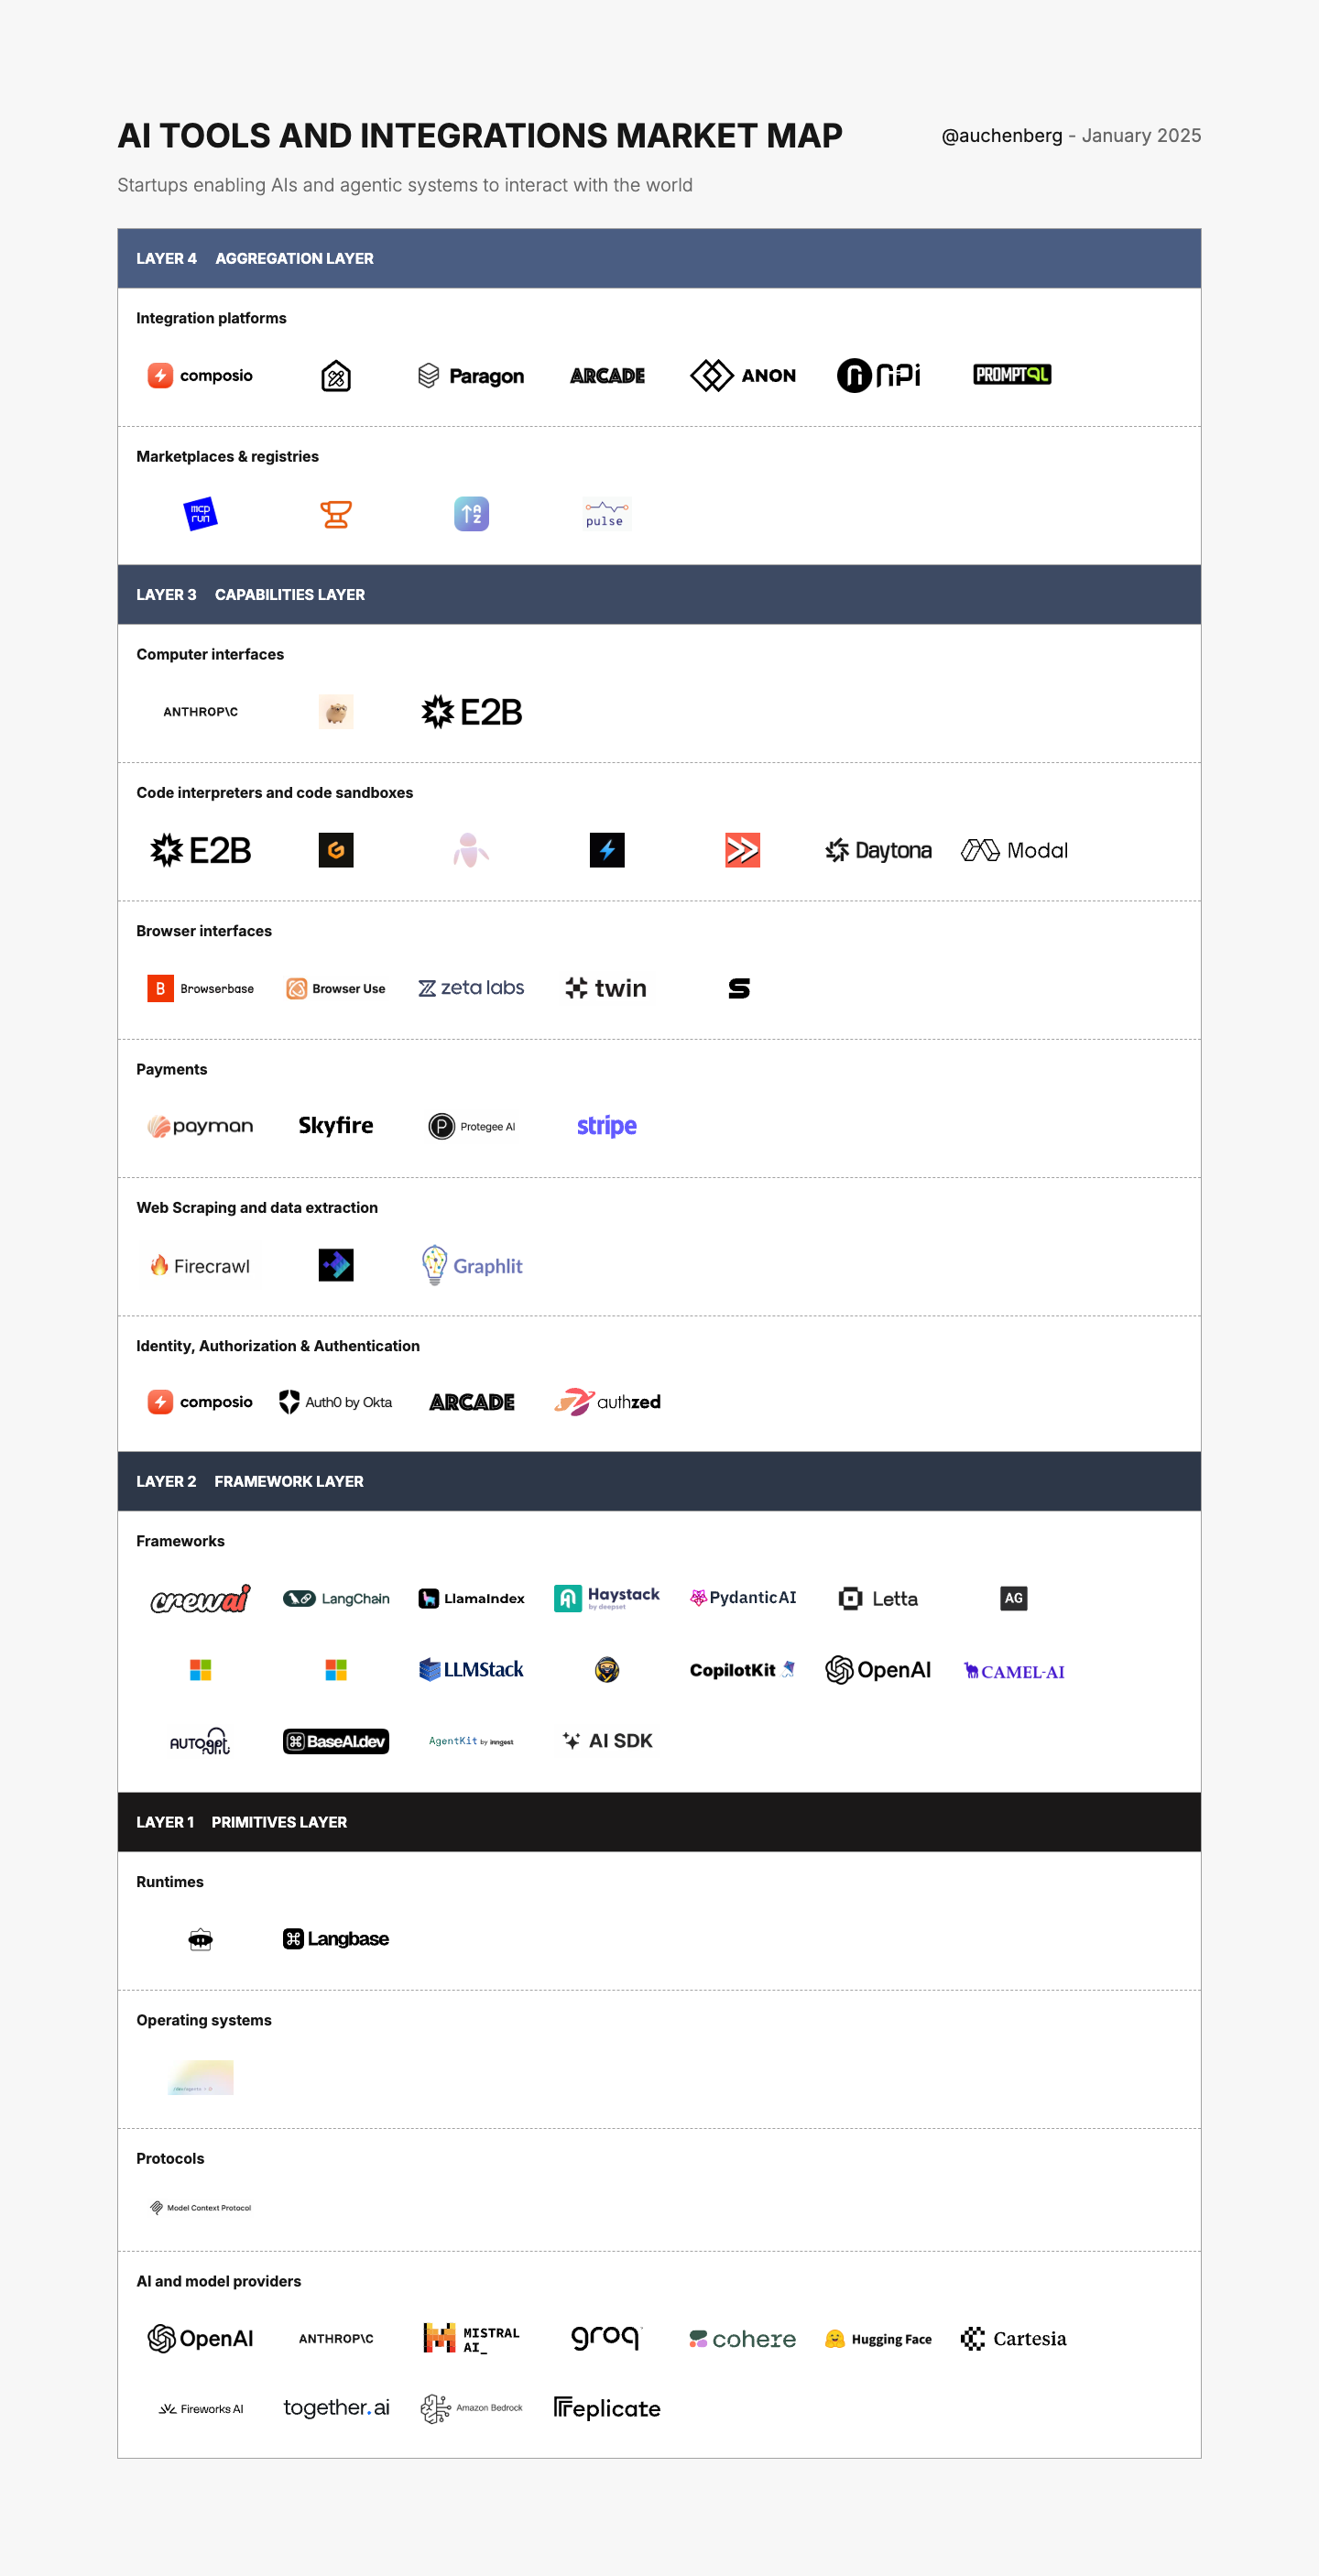 AI TOOLS AND INTEGRATIONS MARKET MAP
@auchenberg - January 2025
Startups enabling AIs and agentic systems to interact with the world
LAYER 4 AGGREGATION LAYER
Integration platforms
composio Paragon ARCADE ANON PROMPTQL
Marketplaces & registries
mcp run AZ pulse
LAYER 3 CAPABILITIES LAYER
Computer interfaces
ANTHROP\C E2B
Code interpreters and code sandboxes
E2B Daytona Modal
Browser interfaces
B Browserbase Browser Use zeta labs twin S
Payments
payman Skyfire P Protegee AI stripe
Web Scraping and data extraction
Firecrawl Graphlit
Identity, Authorization & Authentication
composio Auth0 by Okta ARCADE authzed
LAYER 2 FRAMEWORK LAYER
Frameworks
crewai LangChain LlamaIndex Haystack by deepset PydanticAI Letta AG
LLMStack CopilotKit OpenAI CAMEL-AI
AUTOgpt BaseAI.dev AgentKit by inngest AI SDK
LAYER 1 PRIMITIVES LAYER
Runtimes
Langbase
Operating systems
Protocols
Model Context Protocol
AI and model providers
OpenAI ANTHROP\C MISTRAL AI_ groq cohere Hugging Face Cartesia
Fireworks AI together.ai Amazon Bedrock Replicate